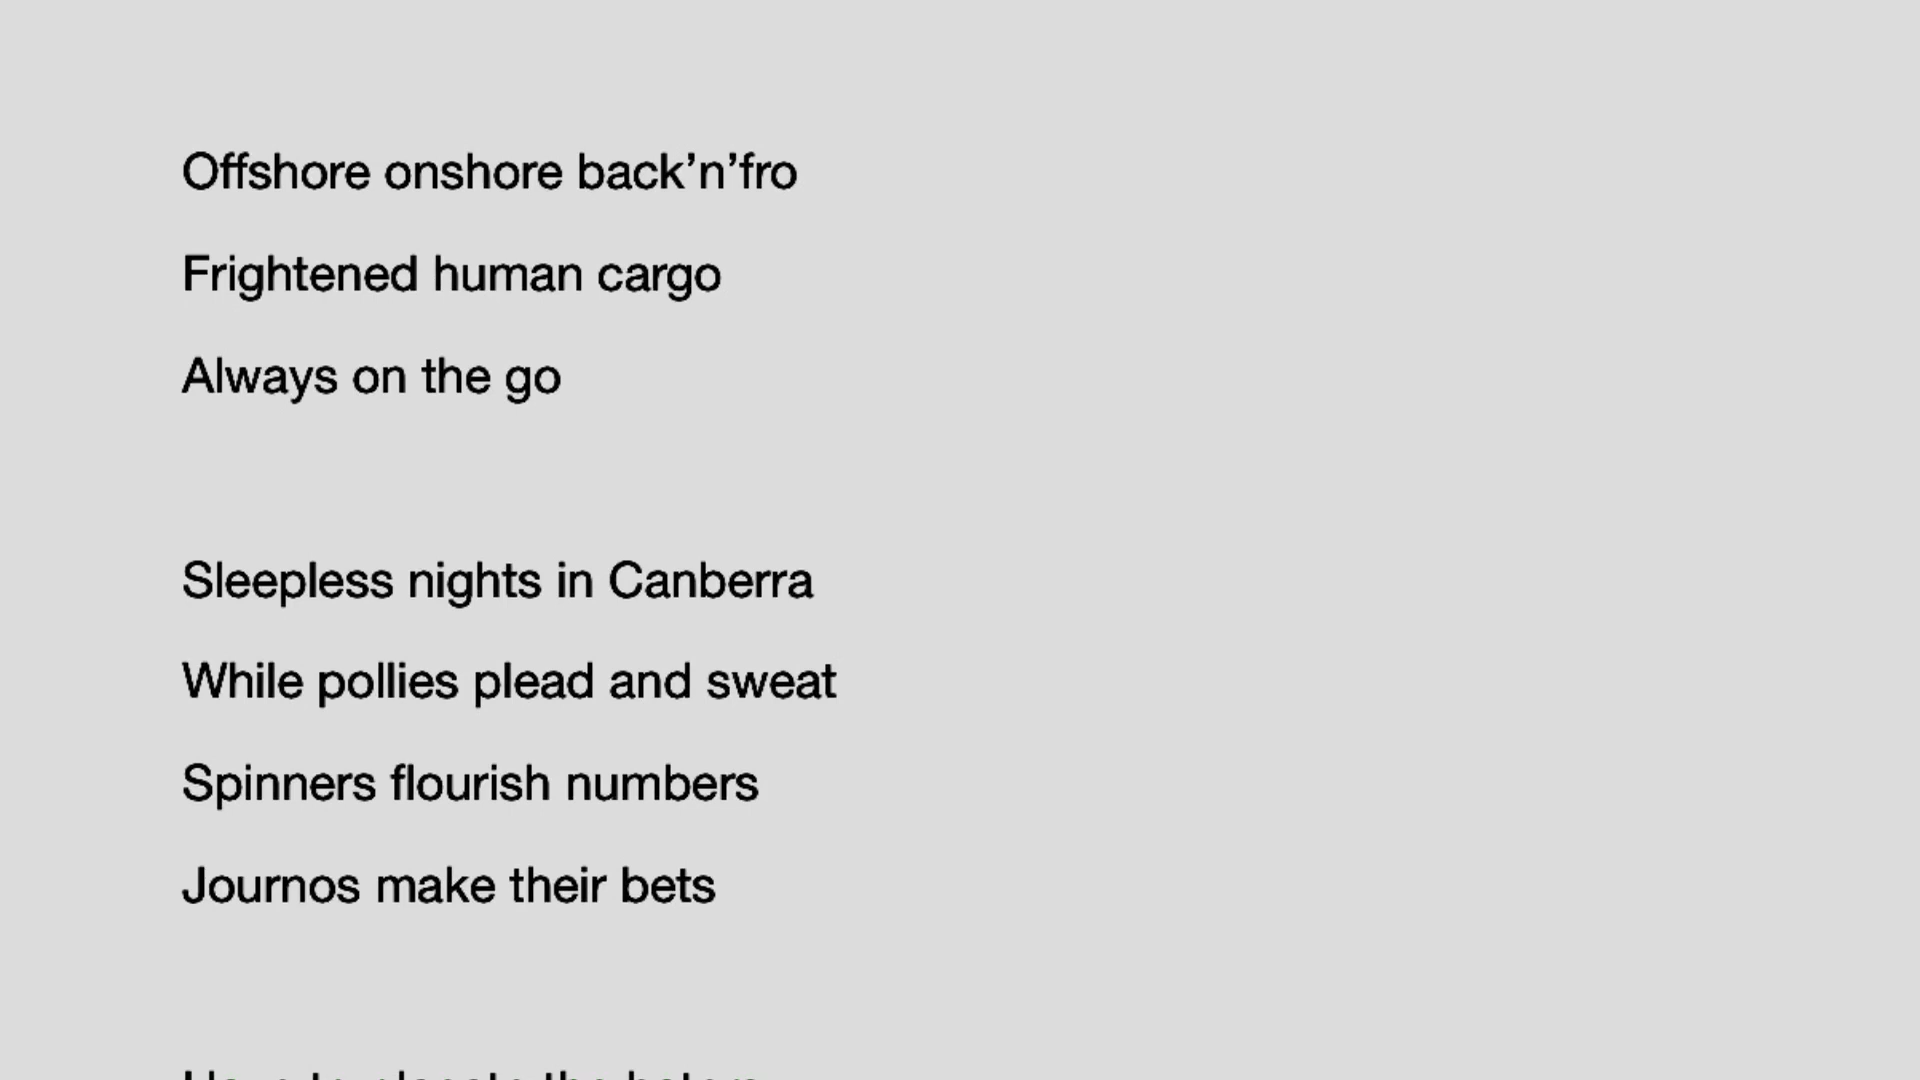 Offshore onshore back’n’fro
Frightened human cargo
Always on the go
Sleepless nights in Canberra
While pollies plead and sweat
Spinners flourish numbers
Journos make their bets